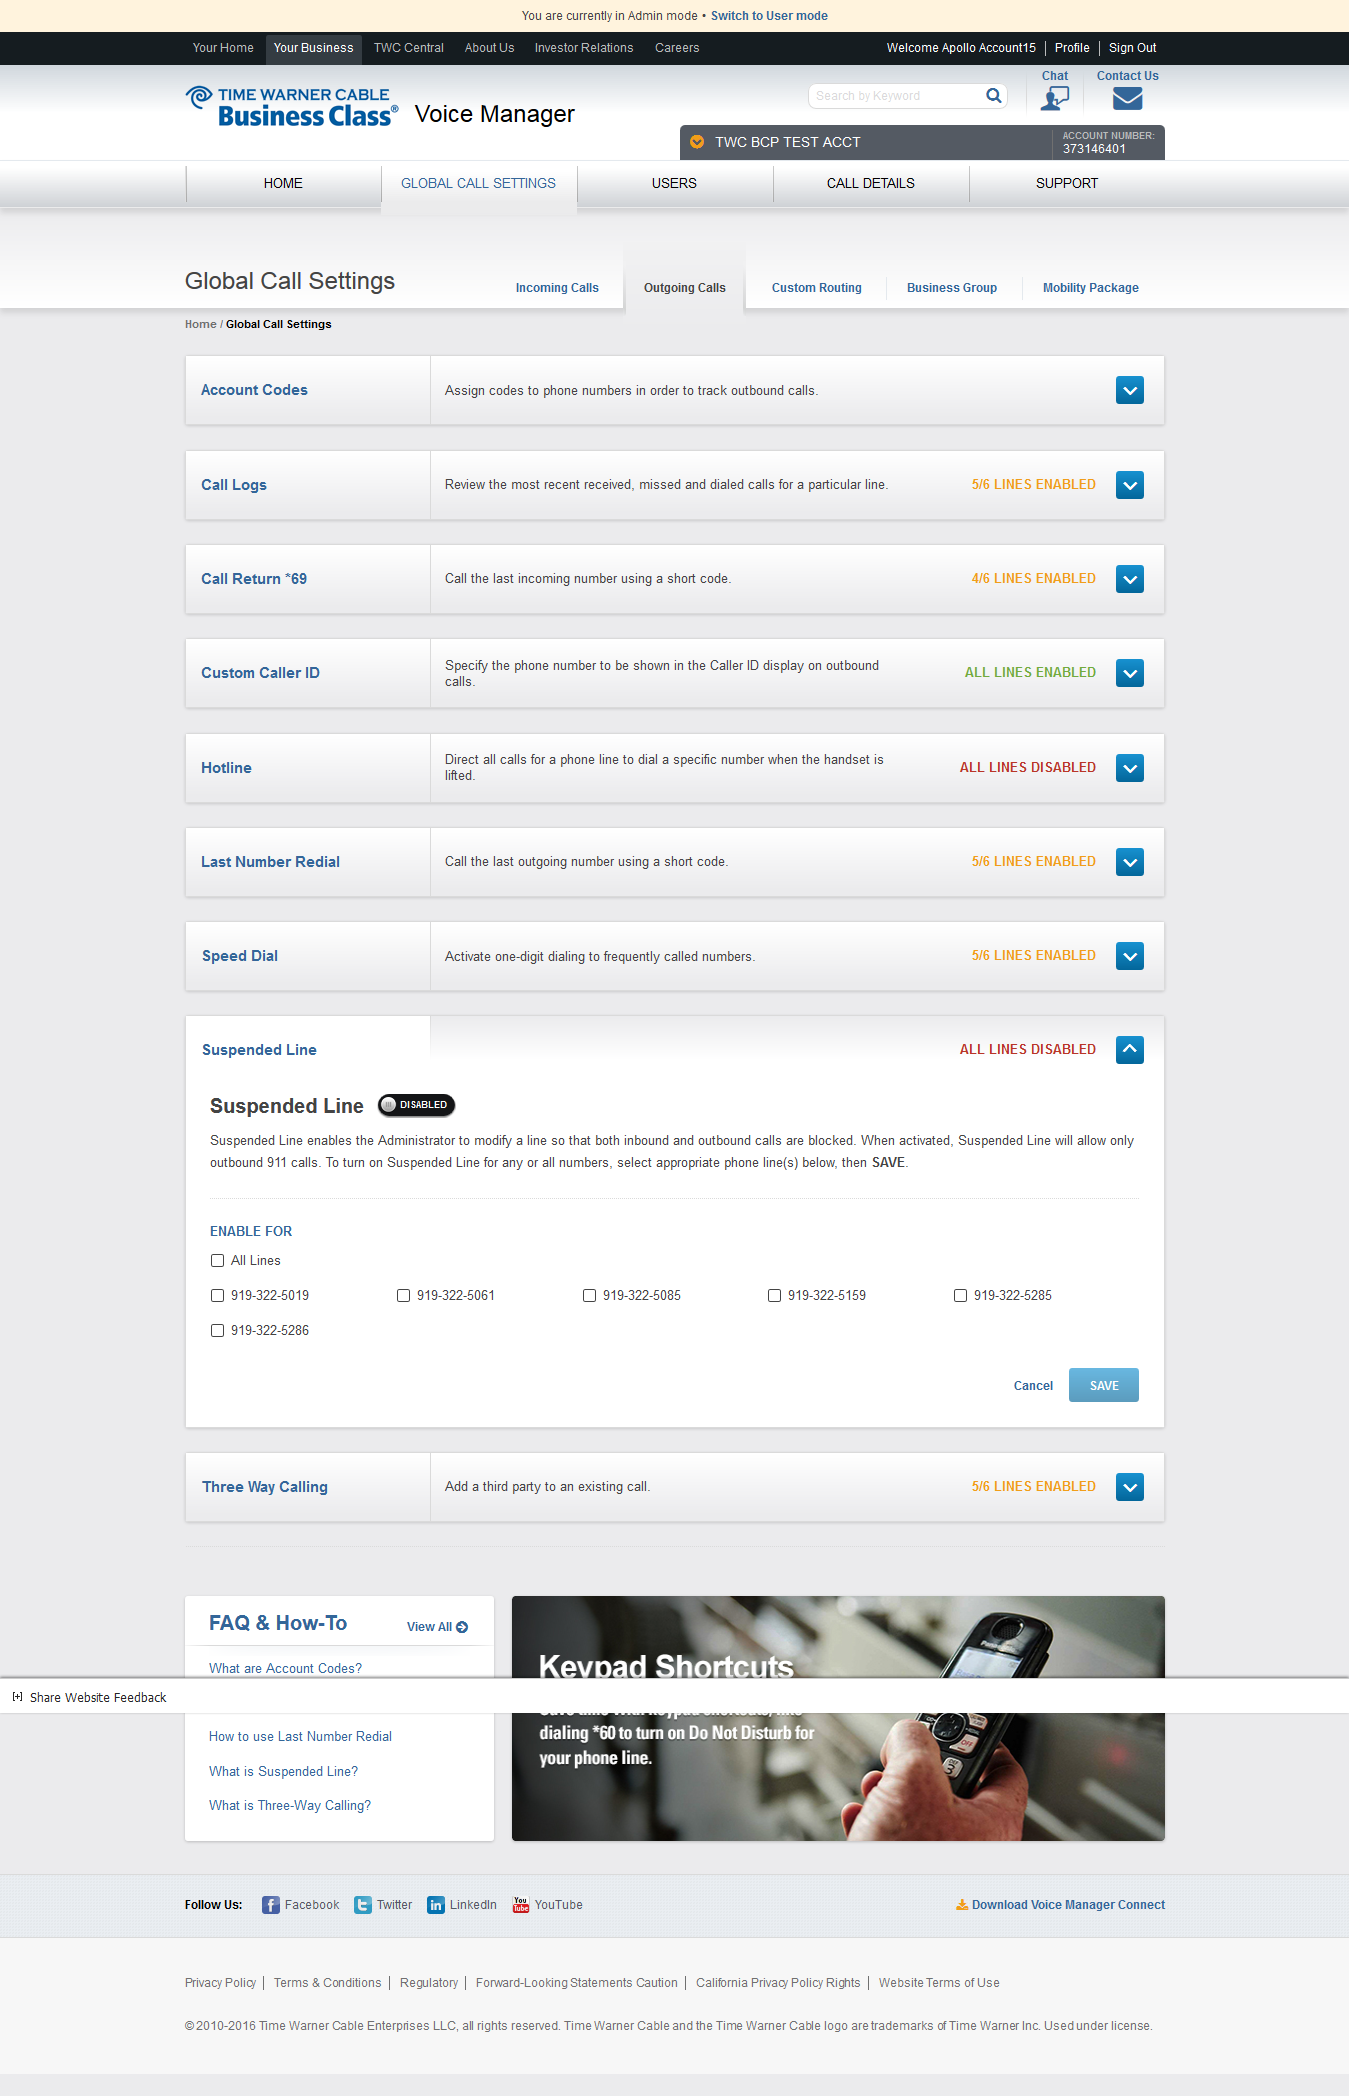 You are currently in Admin mode • Switch to User mode
Your Home Your Business TWC Central About Us Investor Relations Careers Welcome Apollo Account15 Profile Sign Out
TIME WARNER CABLE
Business Class®
Voice Manager
Search by Keyword
Chat
Contact Us
TWC BCP TEST ACCT
ACCOUNT NUMBER:
373146401
HOME GLOBAL CALL SETTINGS USERS CALL DETAILS SUPPORT
Global Call Settings
Incoming Calls Outgoing Calls Custom Routing Business Group Mobility Package
Home / Global Call Settings
Account Codes Assign codes to phone numbers in order to track outbound calls.
Call Logs Review the most recent received, missed and dialed calls for a particular line. 5/6 LINES ENABLED
Call Return *69 Call the last incoming number using a short code. 4/6 LINES ENABLED
Custom Caller ID Specify the phone number to be shown in the Caller ID display on outbound
calls.
ALL LINES ENABLED
Hotline Direct all calls for a phone line to dial a specific number when the handset is
lifted.
ALL LINES DISABLED
Last Number Redial Call the last outgoing number using a short code. 5/6 LINES ENABLED
Speed Dial Activate one-digit dialing to frequently called numbers. 5/6 LINES ENABLED
Suspended Line ALL LINES DISABLED
Suspended Line DISABLED
Suspended Line enables the Administrator to modify a line so that both inbound and outbound calls are blocked. When activated, Suspended Line will allow only
outbound 911 calls. To turn on Suspended Line for any or all numbers, select appropriate phone line(s) below, then SAVE.
ENABLE FOR
All Lines
919-322-5019 919-322-5061 919-322-5085 919-322-5159 919-322-5285
919-322-5286
Cancel SAVE
Three Way Calling Add a third party to an existing call. 5/6 LINES ENABLED
FAQ & How-To View All
What are Account Codes?
Keypad Shortcuts
Share Website Feedback
How to use Last Number Redial
What is Suspended Line?
What is Three-Way Calling?
Save time with keypad shortcuts, like
dialing *60 to turn on Do Not Disturb for
your phone line.
Follow Us: Facebook Twitter LinkedIn You Tube YouTube Download Voice Manager Connect
Privacy Policy Terms & Conditions Regulatory Forward-Looking Statements Caution California Privacy Policy Rights Website Terms of Use
© 2010-2016 Time Warner Cable Enterprises LLC, all rights reserved. Time Warner Cable and the Time Warner Cable logo are trademarks of Time Warner Inc. Used under license.